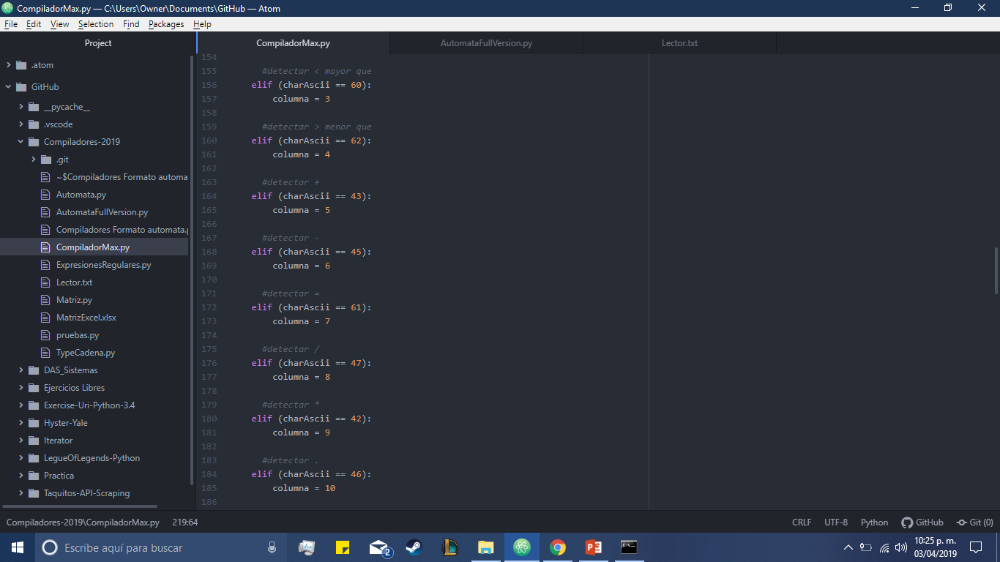 CompiladorMax.py — C:\Users\Owner\Documents\GitHub — Atom
File Edit View Selection Find Packages Help
Project
.atom
GitHub
__pycache__
.vscode
Compiladores-2019
.git
~$Compiladores Formato automa
Automata.py
AutomataFullVersion.py
Compiladores Formato automata.p
CompiladorMax.py
ExpresionesRegulares.py
Lector.txt
Matriz.py
MatrizExcel.xlsx
pruebas.py
TypeCadena.py
DAS_Sistemas
Ejercicios Libres
Exercise-Uri-Python-3.4
Hyster-Yale
Iterator
LegueOfLegends-Python
Practica
Taquitos-API-Scraping
CompiladorMax.py AutomataFullVersion.py Lector.txt
154
155 #detectar < mayor que
156 elif (charAscii == 60):
157 columna = 3
158
159 #detectar > menor que
160 elif (charAscii == 62):
161 columna = 4
162
163 #detectar +
164 elif (charAscii == 43):
165 columna = 5
166
167 #detectar -
168 elif (charAscii == 45):
169 columna = 6
170
171 #detectar =
172 elif (charAscii == 61):
173 columna = 7
174
175 #detectar /
176 elif (charAscii == 47):
177 columna = 8
178
179 #detectar *
180 elif (charAscii == 42):
181 columna = 9
182
183 #detectar .
184 elif (charAscii == 46):
185 columna = 10
186
Compiladores-2019\CompiladorMax.py 219:64 CRLF UTF-8 Python GitHub Git (0)
Escribe aquí para buscar
2
10:25 p. m.
03/04/2019